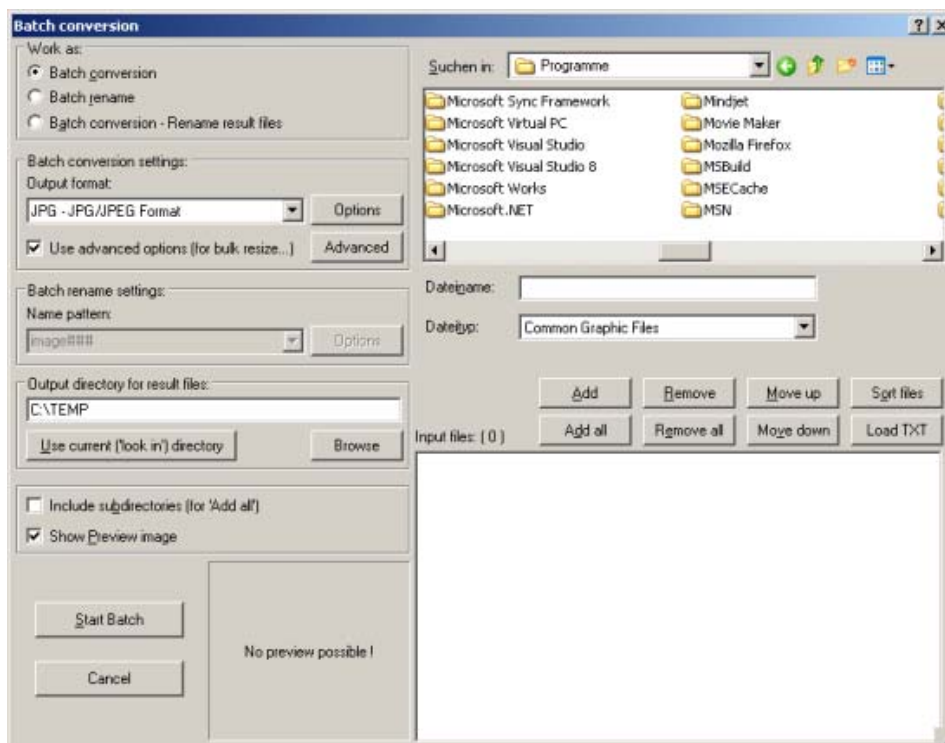 Batch conversion
Work as:
Batch conversion
Batch rename
Batch conversion - Rename result files
Batch conversion settings:
Output format:
JPG - JPG/JPEG Format
Options
Use advanced options (for bulk resize...)
Advanced
Batch rename settings:
Name pattern:
image###
Options
Output directory for result files:
C:\TEMP
Use current ('look in') directory
Browse
Include subdirectories (for 'Add all')
Show Preview image
Start Batch
Cancel
No preview possible !
Suchen in:
Programme
Microsoft Sync Framework
Microsoft Virtual PC
Microsoft Visual Studio
Microsoft Visual Studio 8
Microsoft Works
Microsoft.NET
Mindjet
Movie Maker
Mozilla Firefox
MSBuild
MSECache
MSN
Dateiname:
Dateityp:
Common Graphic Files
Add
Remove
Move up
Sort files
Input files: ( 0 )
Add all
Remove all
Move down
Load TXT